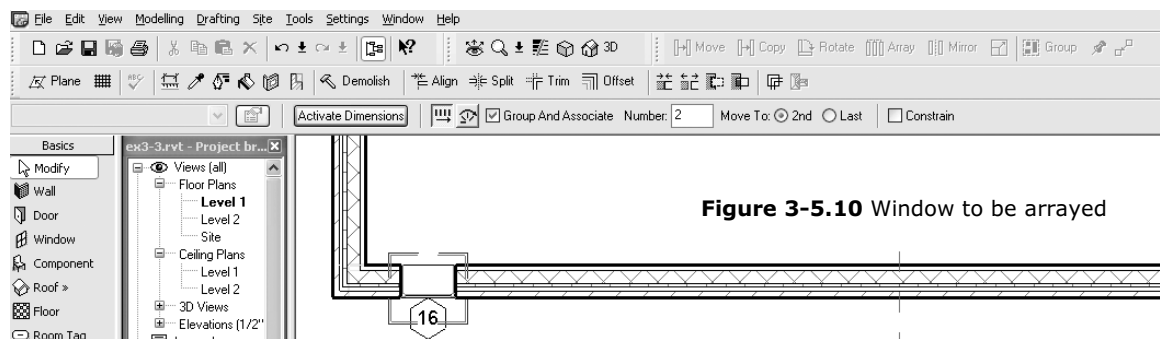 File Edit View Modelling Drafting Site Tools Settings Window Help
3D Move Copy Rotate Array Mirror Group
Plane Demolish Align Split Trim Offset
Activate Dimensions Group And Associate Number: 2 Move To: 2nd Last Constrain
Basics
Modify
Wall
Door
Window
Component
Roof »
Floor
Room Tag
ex3-3.rvt - Project br...
Views (all)
Floor Plans
Level 1
Level 2
Site
Ceiling Plans
Level 1
Level 2
3D Views
Elevations (1/2"
Figure 3-5.10 Window to be arrayed
16